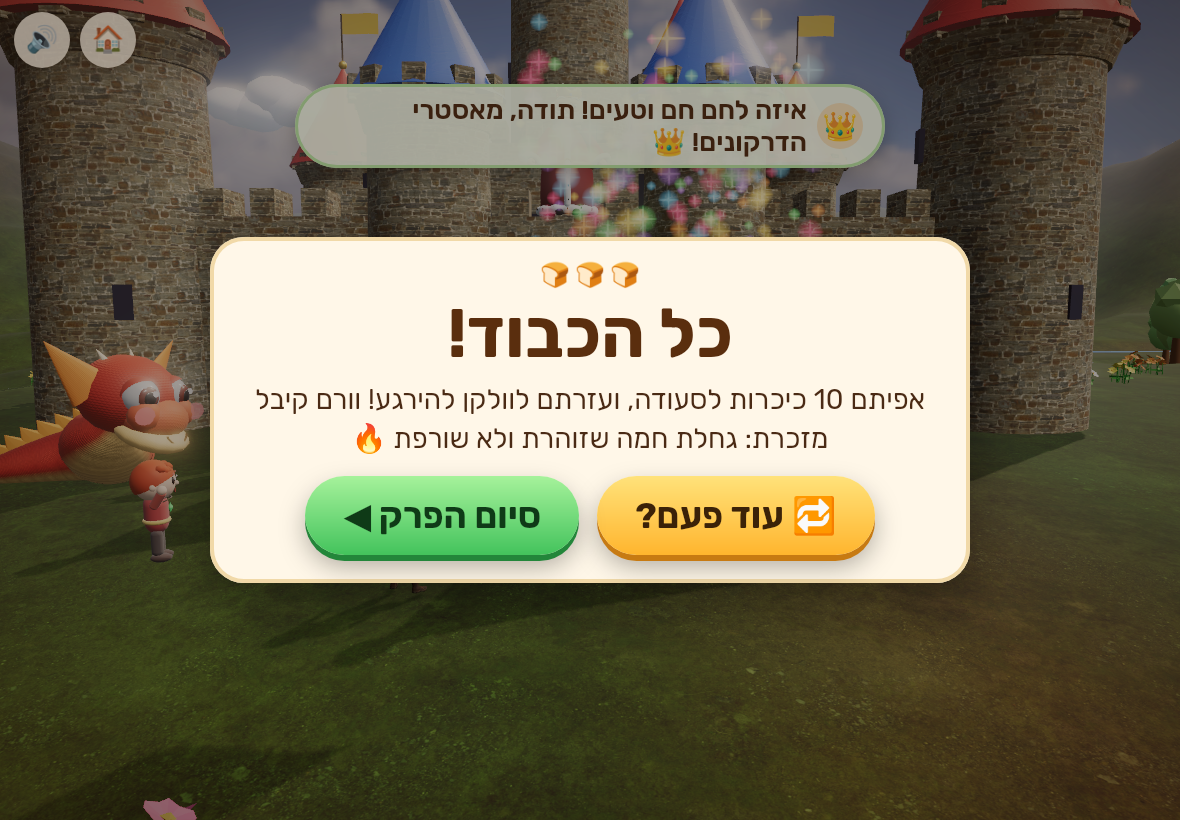 איזה לחם חם וטעים! תודה, מאסטרי
הדרקונים! 👑
כל הכבוד!
אפיתם 10 כיכרות לסעודה, ועזרתם לוולקן להירגע! וורם קיבל
מזכרת: גחלת חמה שזוהרת ולא שורפת 🔥
🔁 עוד פעם?
סיום הפרק ◀